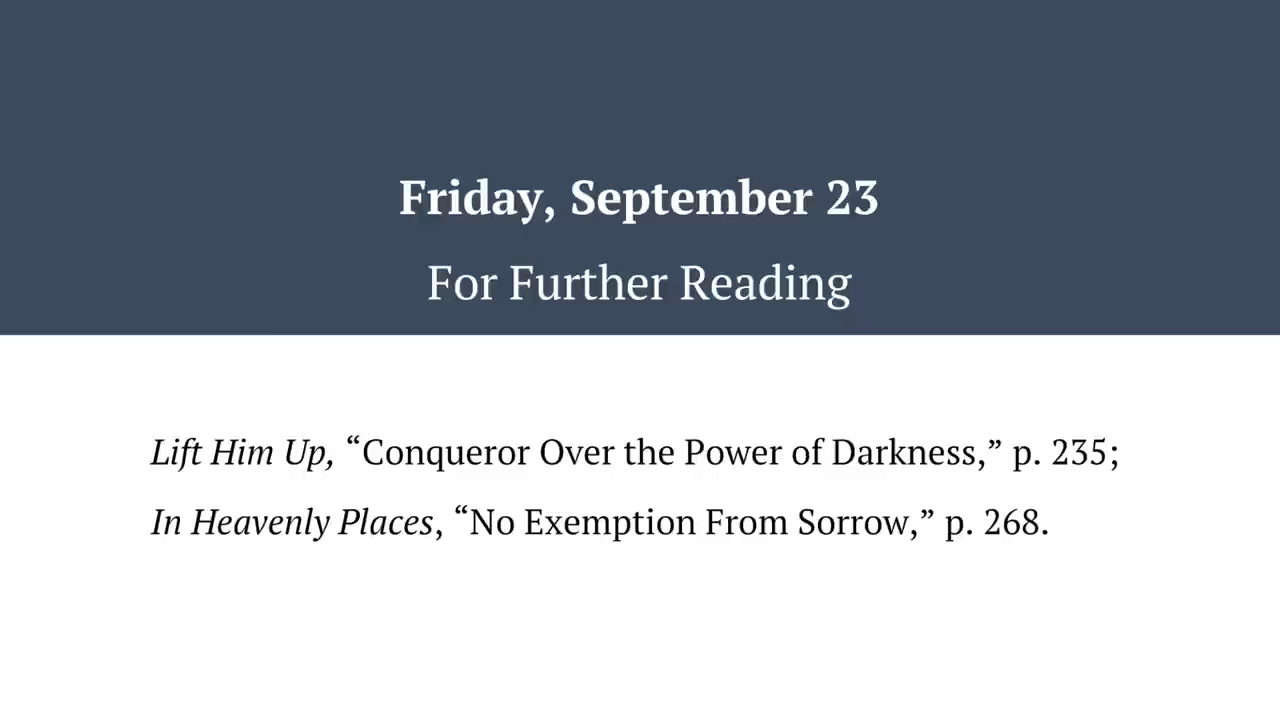 Friday, September 23
For Further Reading
Lift Him Up, “Conqueror Over the Power of Darkness,” p. 235;
In Heavenly Places, “No Exemption From Sorrow,” p. 268.